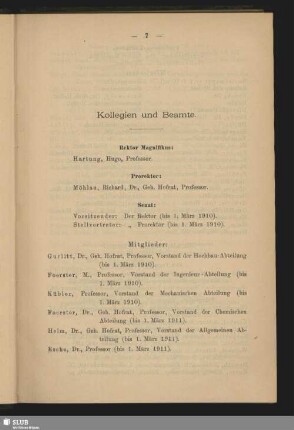 — 7 —
Kollegien und Beamte.
Rektor Magnifikus:
Hartung, Hugo, Professor.
Prorektor:
Möhlau, Richard, Dr., Geh. Hofrat, Professor.
Senat:
Vorsitzender: Der Rektor (bis 1. März 1910).
Stellvertreter: „ Prorektor (bis 1. März 1910).
Mitglieder:
Gurlitt, Dr., Geh. Hofrat, Professor, Vorstand der Hochbau-Abteilung
(bis 1. März 1910).
Foerster, M., Professor, Vorstand der Ingenieur-Abteilung (bis
1. März 1910).
Kübler, Professor, Vorstand der Mechanischen Abteilung (bis
1. März 1910).
Foerster, Dr., Geh. Hofrat, Professor, Vorstand der Chemischen
Abteilung (bis 1. März 1911).
Helm, Dr., Geh. Hofrat, Professor, Vorstand der Allgemeinen Ab-
teilung (bis 1. März 1911).
Dr., Professor (bis 1. März 1911).
SLUB
Wir führen Wissen.